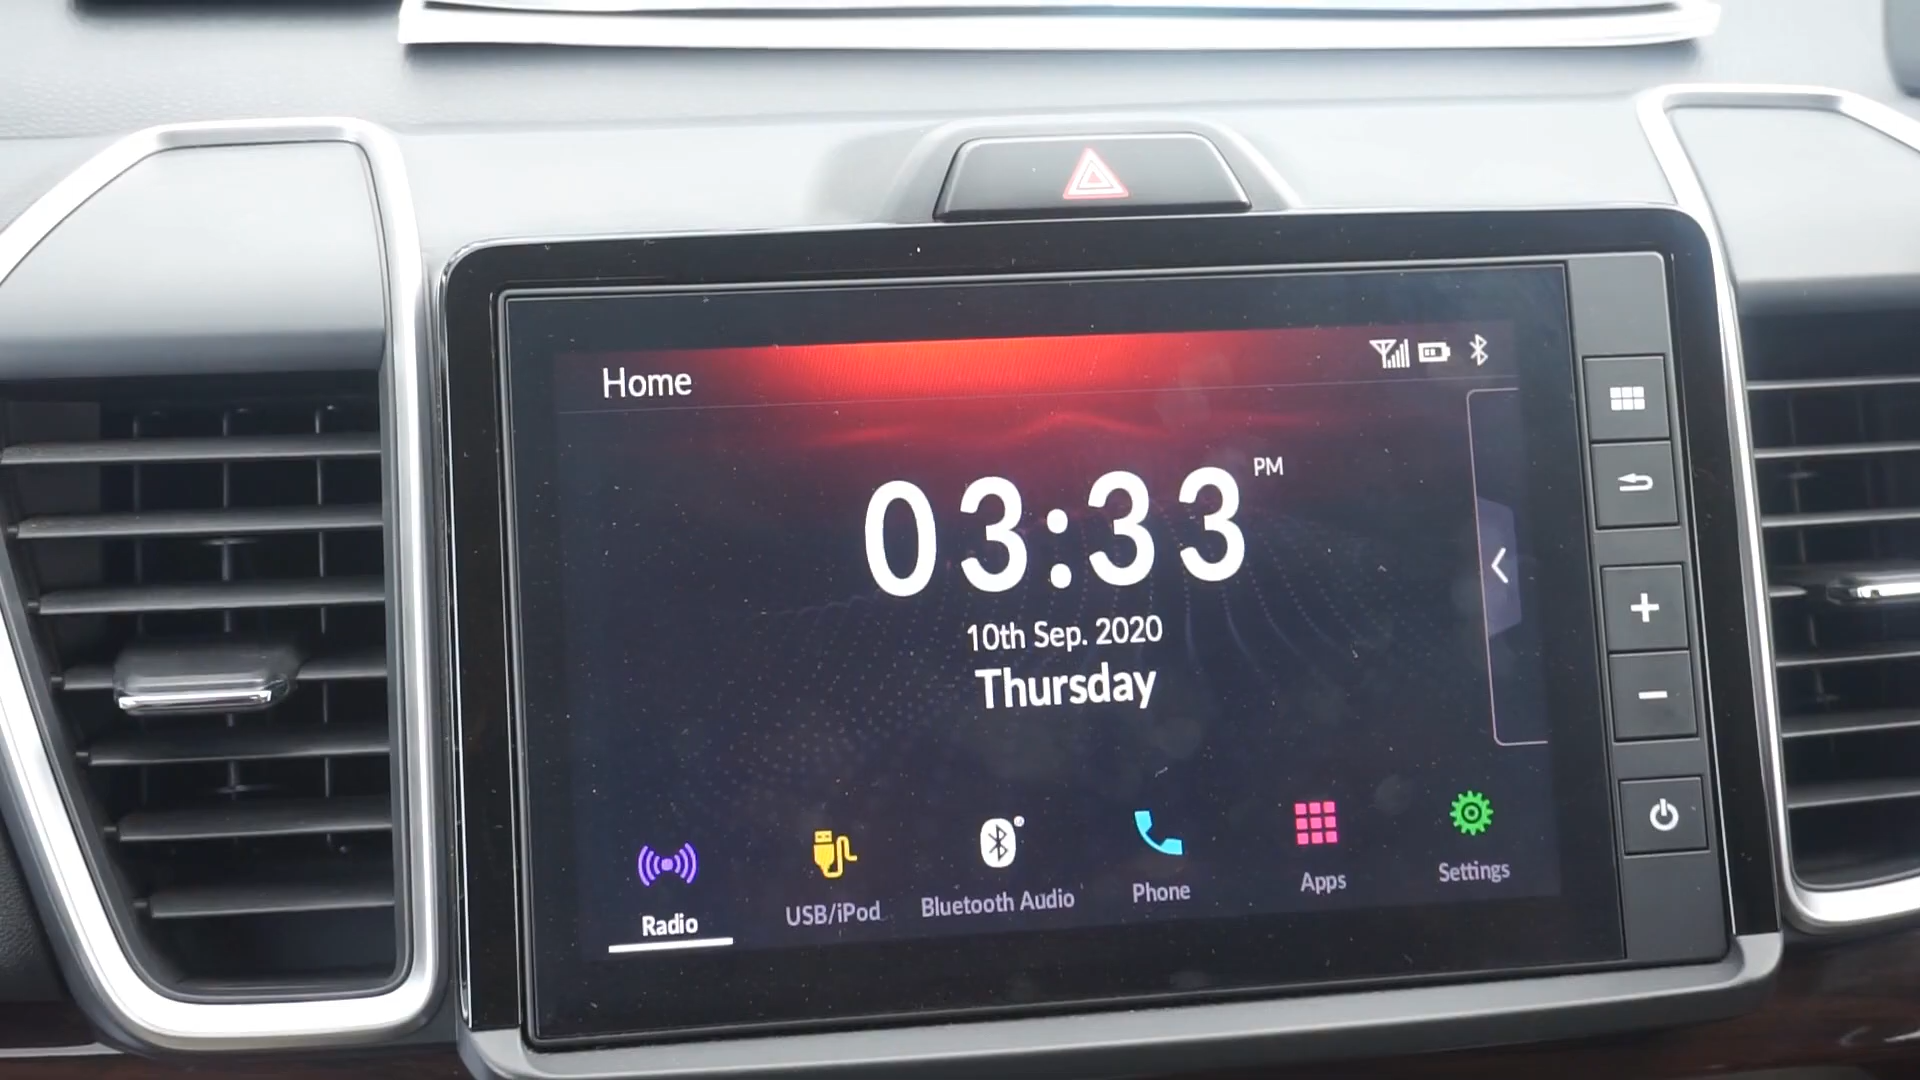 Home
03:33 PM
10th Sep. 2020
Thursday
Radio
USB/iPod
Bluetooth Audio
Phone
Apps
Settings